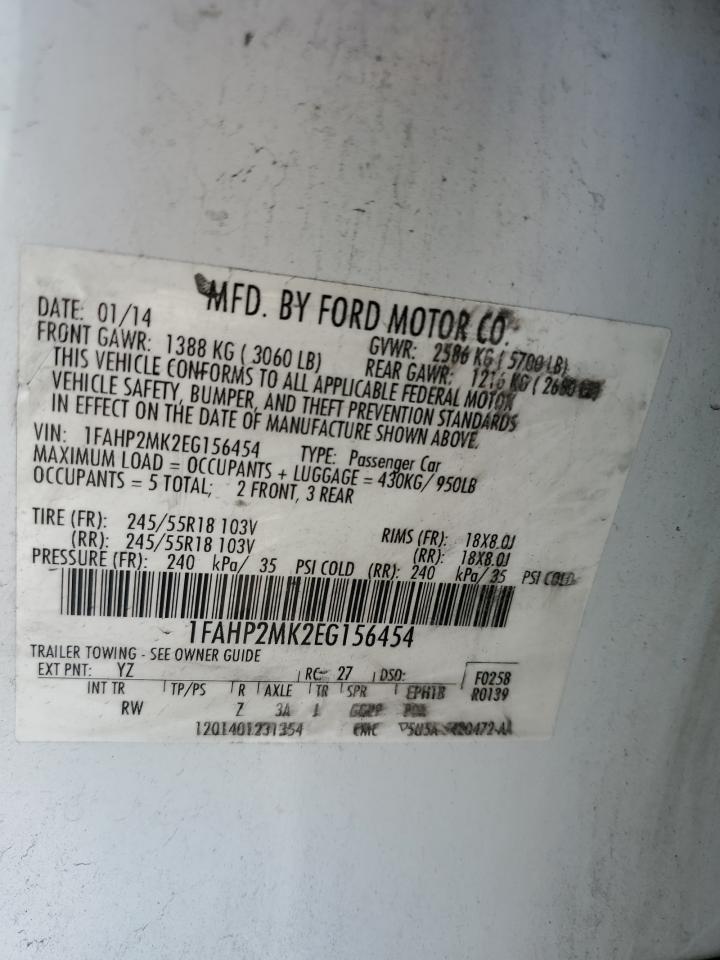 MFD. BY FORD MOTOR CO.
DATE: 01/14 GVWR: 2586 KG ( 5700 LB)
FRONT GAWR: 1388 KG ( 3060 LB) REAR GAWR: KG
THIS VEHICLE CONFORMS TO ALL APPLICABLE FEDERAL MOTOR
VEHICLE SAFETY, BUMPER, AND THEFT PREVENTION STANDARDS
IN EFFECT ON THE DATE OF MANUFACTURE SHOWN ABOVE.
VIN: 1FAHP2MK2EG156454 TYPE: Passenger Car
MAXIMUM LOAD = OCCUPANTS + LUGGAGE = 430KG/ 950LB
OCCUPANTS = 5 TOTAL; 2 FRONT, 3 REAR
TIRE (FR): 245/55R18 103V RIMS (FR): 18X8.0J
(RR): 245/55R18 103V (RR): 18X8.0J
PRESSURE (FR): 240 kPa/ 35 PSI COLD (RR): 240 kPa/ 35 PSI COLD
1FAHP2MK2EG156454
TRAILER TOWING - SEE OWNER GUIDE
EXT PNT: YZ RC: 27 DSO: F0258
INT TR TP/PS R AXLE TR SPR R0139
RW Z 3A
1201401231354